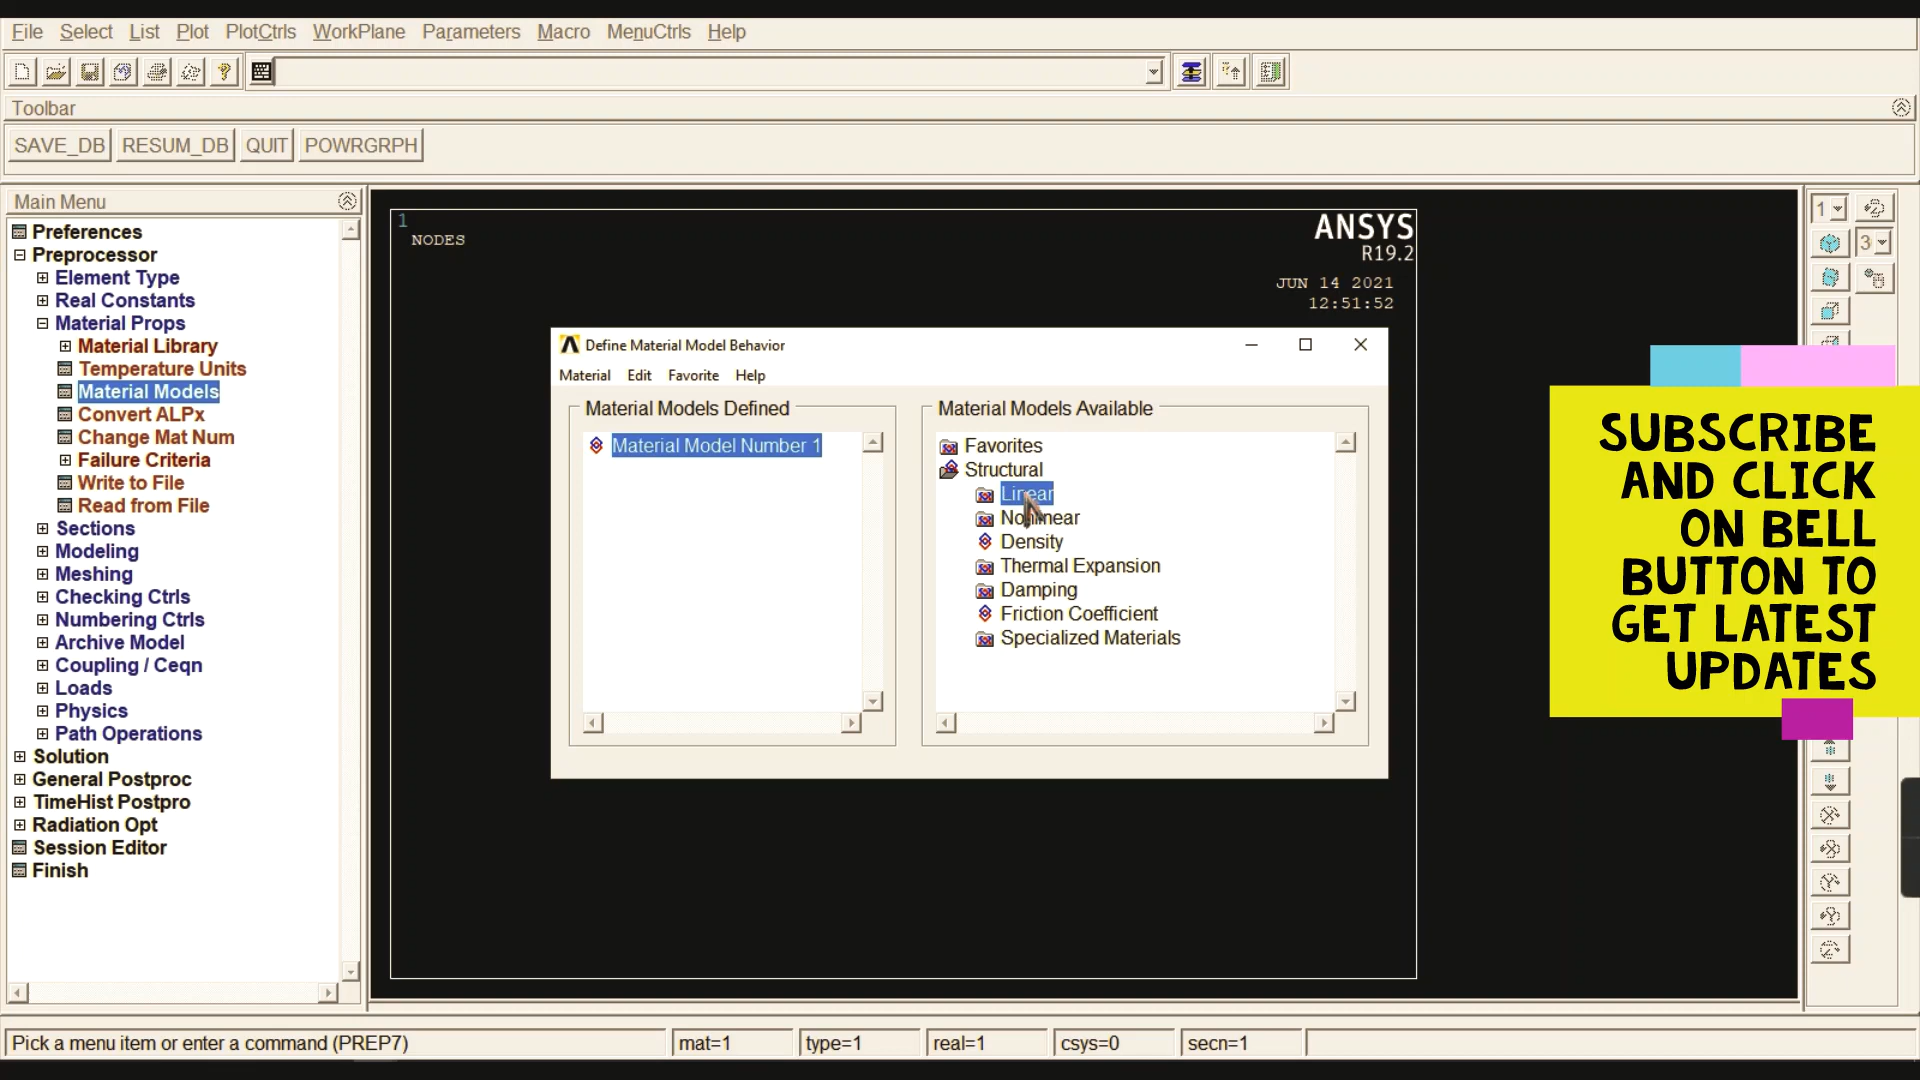 File Select List Plot PlotCtrls WorkPlane Parameters Macro MenuCtrls Help
Toolbar
SAVE_DB RESUM_DB QUIT POWRGRPH
Main Menu
Preferences
Preprocessor
Element Type
Real Constants
Material Props
Material Library
Temperature Units
Material Models
Convert ALPx
Change Mat Num
Failure Criteria
Write to File
Read from File
Sections
Modeling
Meshing
Checking Ctrls
Numbering Ctrls
Archive Model
Coupling / Ceqn
Loads
Physics
Path Operations
Solution
General Postproc
TimeHist Postpro
Radiation Opt
Session Editor
Finish
1
NODES
ANSYS
R19.2
JUN 14 2021
12:51:52
Define Material Model Behavior
Material Edit Favorite Help
Material Models Defined
Material Model Number 1
Material Models Available
Favorites
Structural
Linear
Nonlinear
Density
Thermal Expansion
Damping
Friction Coefficient
Specialized Materials
1
3
SUBSCRIBE
AND CLICK
ON BELL
BUTTON TO
GET LATEST
UPDATES
Pick a menu item or enter a command (PREP7) mat=1 type=1 real=1 csys=0 secn=1